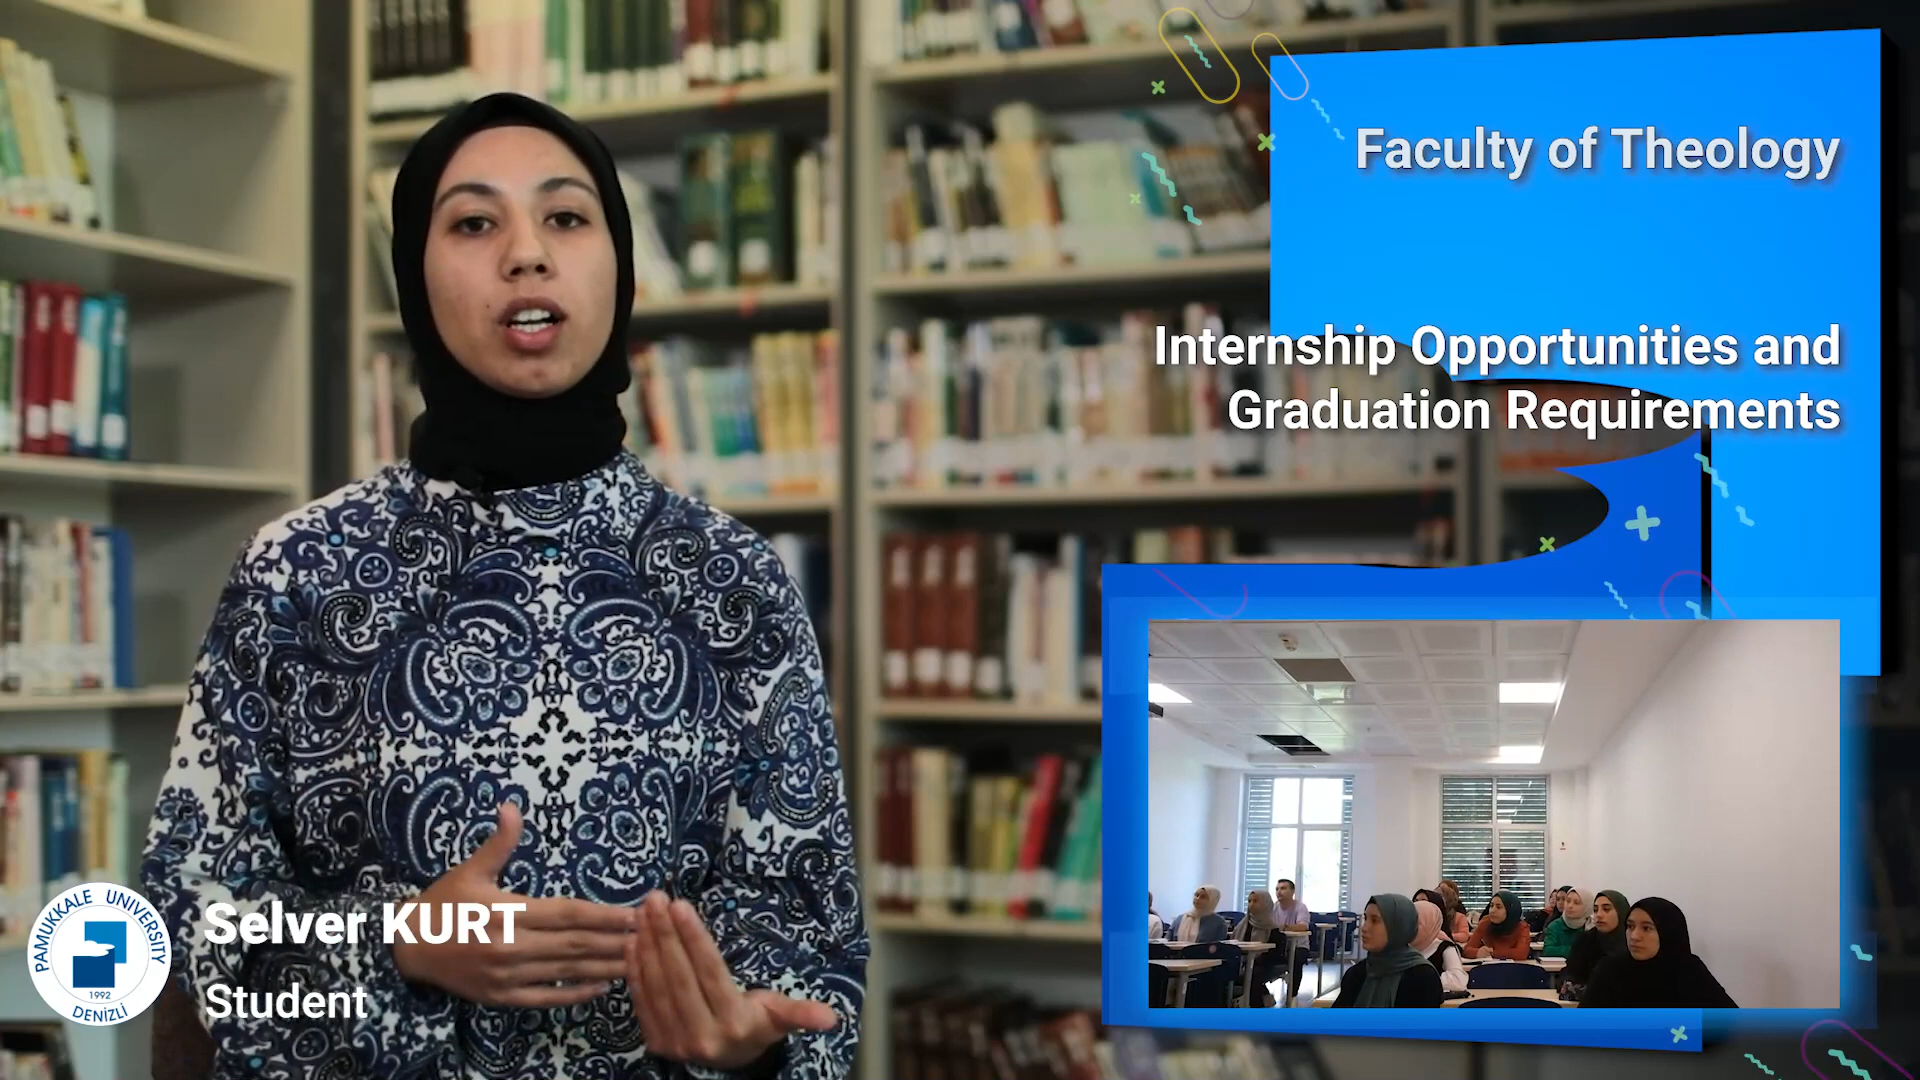 Faculty of Theology
Internship Opportunities and
Graduation Requirements
Selver KURT
Student
PAMUKKALE UNIVERSITY
1992
DENİZLİ